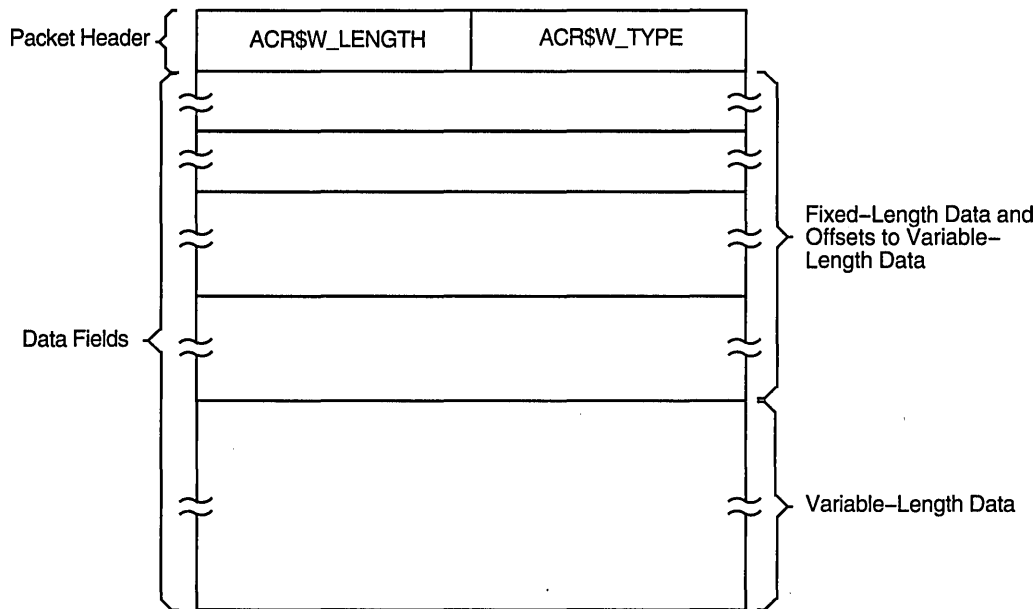 Packet Header
ACR$W_LENGTH
ACR$W_TYPE
Fixed–Length Data and
Offsets to Variable–
Length Data
Data Fields
Variable–Length Data